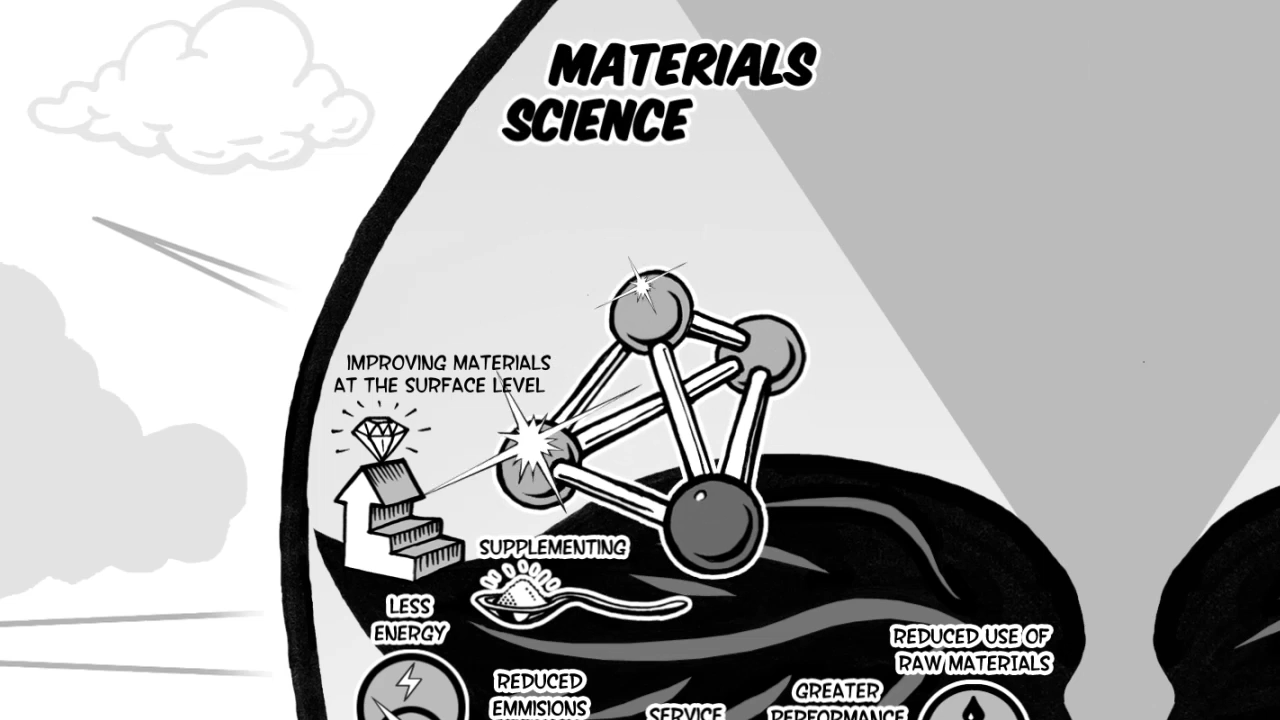 MATERIALS
SCIENCE
IMPROVING MATERIALS
AT THE SURFACE LEVEL
SUPPLEMENTING
LESS
ENERGY
REDUCED USE OF
RAW MATERIALS
REDUCED
EMMISIONS
GREATER
PERFORMANCE
SERVICE